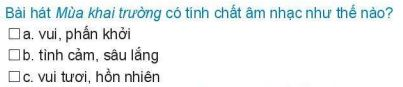 Bài hát Mùa khai trường có tính chất âm nhạc như thế nào?
□ a. vui, phấn khởi
□ b. tình cảm, sâu lắng
□ c. vui tươi, hồn nhiên